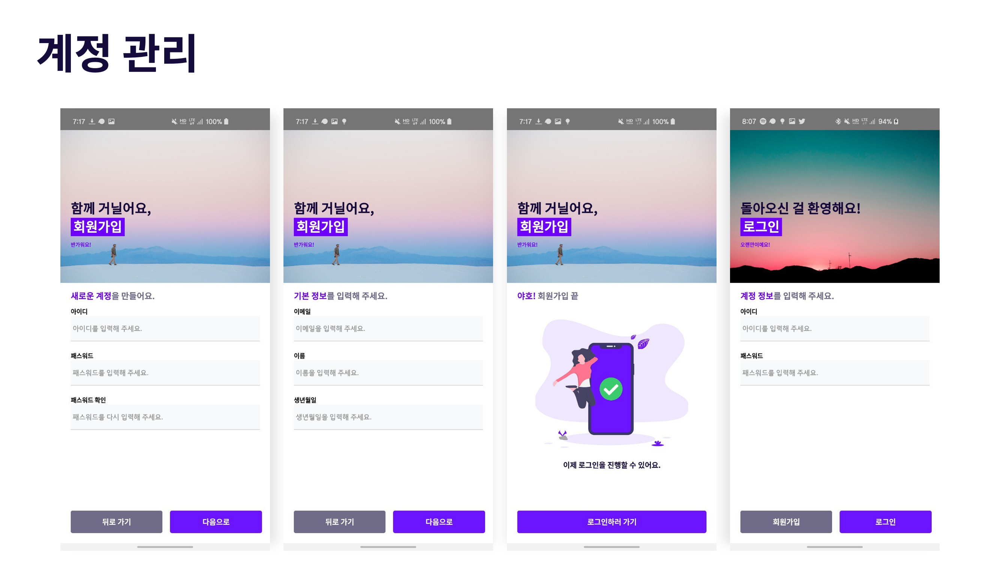 계정 관리
7:17 HD voice LTE 100%
함께 거닐어요,
회원가입
반가워요!
새로운 계정을 만들어요.
아이디
아이디를 입력해 주세요.
패스워드
패스워드를 입력해 주세요.
패스워드 확인
패스워드를 다시 입력해 주세요.
뒤로 가기 다음으로
7:17 HD voice LTE 100%
함께 거닐어요,
회원가입
반가워요!
기본 정보를 입력해 주세요.
이메일
이메일을 입력해 주세요.
이름
이름을 입력해 주세요.
생년월일
생년월일을 입력해 주세요.
뒤로 가기 다음으로
7:17 HD voice LTE 100%
함께 거닐어요,
회원가입
반가워요!
야호! 회원가입 끝
이제 로그인을 진행할 수 있어요.
로그인하러 가기
8:07 HD voice LTE 94%
돌아오신 걸 환영해요!
로그인
오랜만이예요!
계정 정보를 입력해 주세요.
아이디
아이디를 입력해 주세요.
패스워드
패스워드를 입력해 주세요.
회원가입 로그인